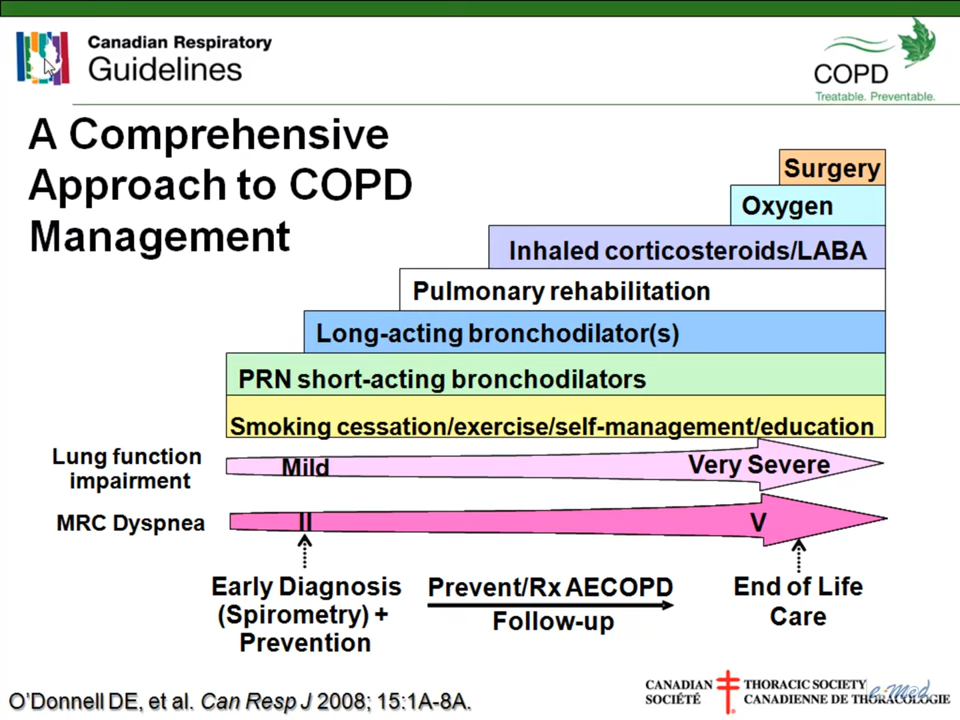 Canadian Respiratory
Guidelines
COPD
Treatable. Preventable.
A Comprehensive
Approach to COPD
Management
Surgery
Oxygen
Inhaled corticosteroids/LABA
Pulmonary rehabilitation
Long-acting bronchodilator(s)
PRN short-acting bronchodilators
Smoking cessation/exercise/self-management/education
Lung function
impairment
Mild
Very Severe
MRC Dyspnea
II
V
Early Diagnosis
(Spirometry) +
Prevention
Prevent/Rx AECOPD
Follow-up
End of Life
Care
O'Donnell DE, et al. Can Resp J 2008; 15:1A-8A.
CANADIAN THORACIC SOCIETY
SOCIÉTÉ CANADIENNE DE THORACOLOGIE
e-Med